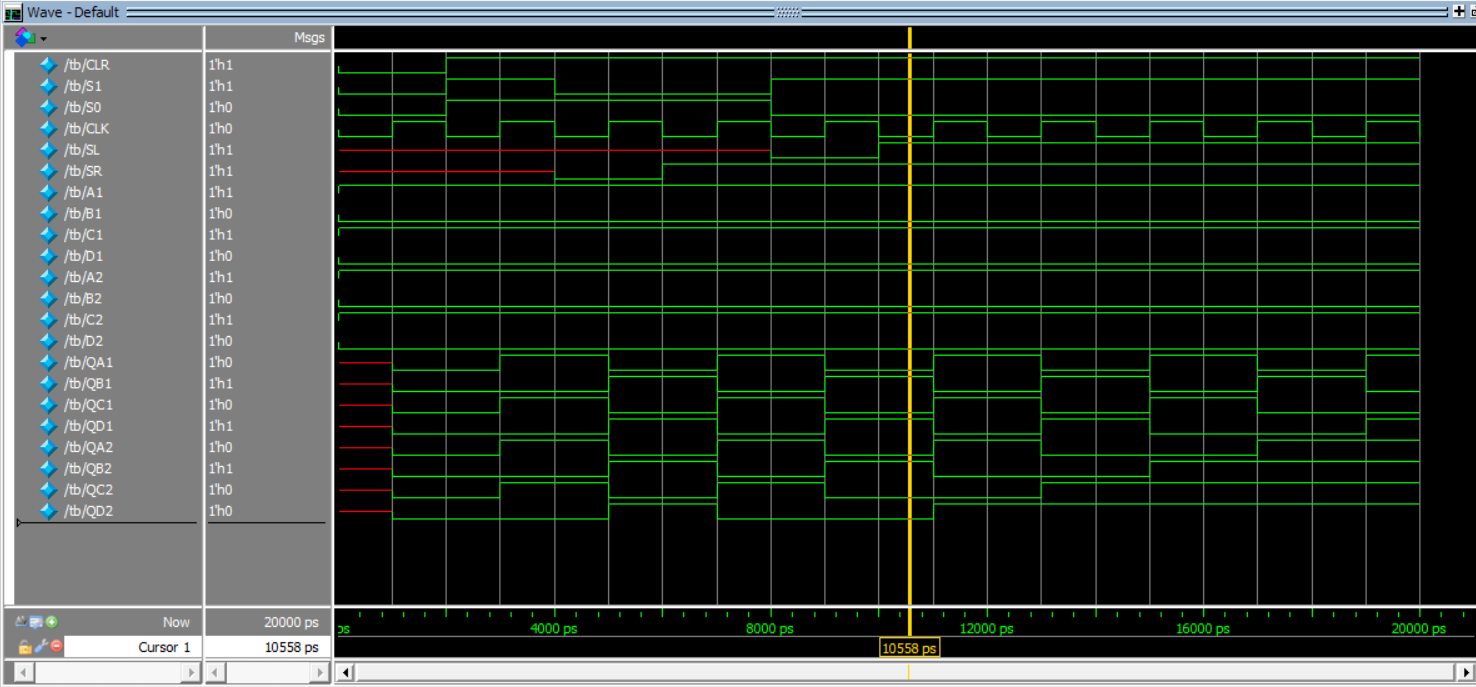 Wave - Default
Msgs
/tb/CLR 1'h1
/tb/S1 1'h1
/tb/S0 1'h0
/tb/CLK 1'h0
/tb/SL 1'h1
/tb/SR 1'h1
/tb/A1 1'h1
/tb/B1 1'h0
/tb/C1 1'h1
/tb/D1 1'h0
/tb/A2 1'h1
/tb/B2 1'h0
/tb/C2 1'h1
/tb/D2 1'h0
/tb/QA1 1'h0
/tb/QB1 1'h1
/tb/QC1 1'h0
/tb/QD1 1'h1
/tb/QA2 1'h0
/tb/QB2 1'h1
/tb/QC2 1'h0
/tb/QD2 1'h0
Now 20000 ps ps 4000 ps 8000 ps 12000 ps 16000 ps 20000 ps
Cursor 1 10558 ps 10558 ps